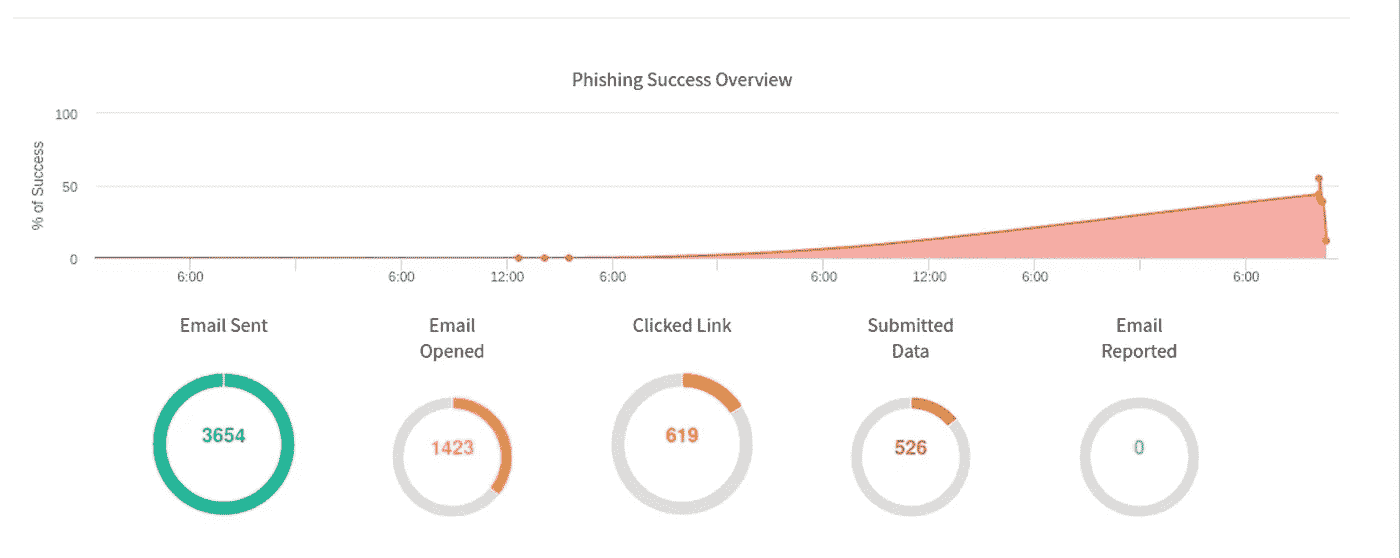 Phishing Success Overview
100
50
0
% of Success
6:00 6:00 12:00 6:00 6:00 12:00 6:00 6:00
Email Sent
3654
Email
Opened
1423
Clicked Link
619
Submitted
Data
526
Email
Reported
0